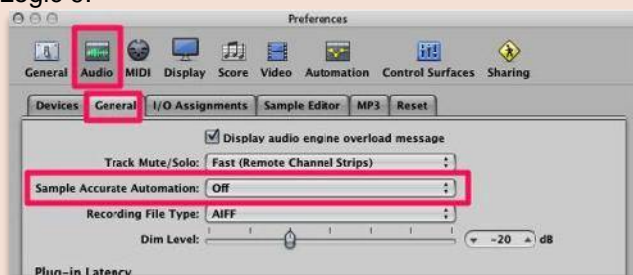 Preferences
General Audio MIDI Display Score Video Automation Control Surfaces Sharing
Devices General I/O Assignments Sample Editor MP3 Reset
Display audio engine overload message
Track Mute/Solo: Fast (Remote Channel Strips)
Sample Accurate Automation: Off
Recording File Type: AIFF
Dim Level: -20 dB
Plug-in Latency